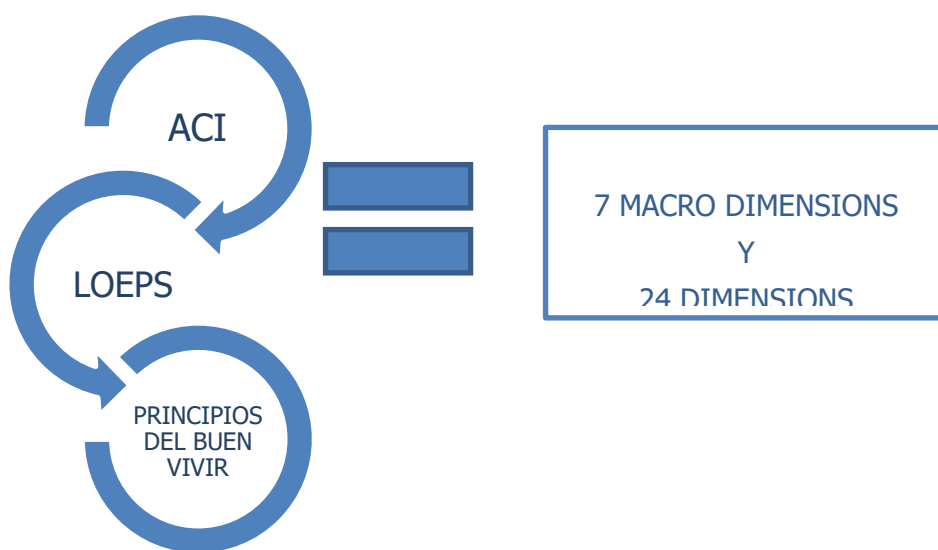 ACI
LOEPS
PRINCIPIOS
DEL BUEN
VIVIR
7 MACRO DIMENSIONS
Y
24 DIMENSIONS